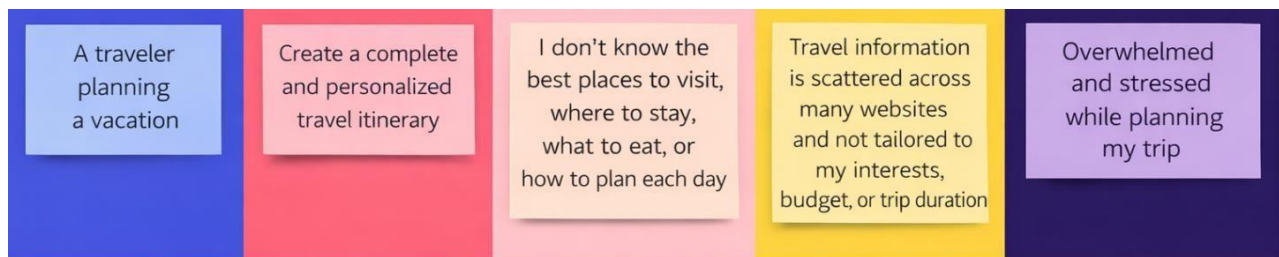 A traveler
planning
a vacation
Create a complete
and personalized
travel itinerary
I don't know the
best places to visit,
where to stay,
what to eat, or
how to plan each day
Travel information
is scattered across
many websites
and not tailored to
my interests,
budget, or trip duration
Overwhelmed
and stressed
while planning
my trip